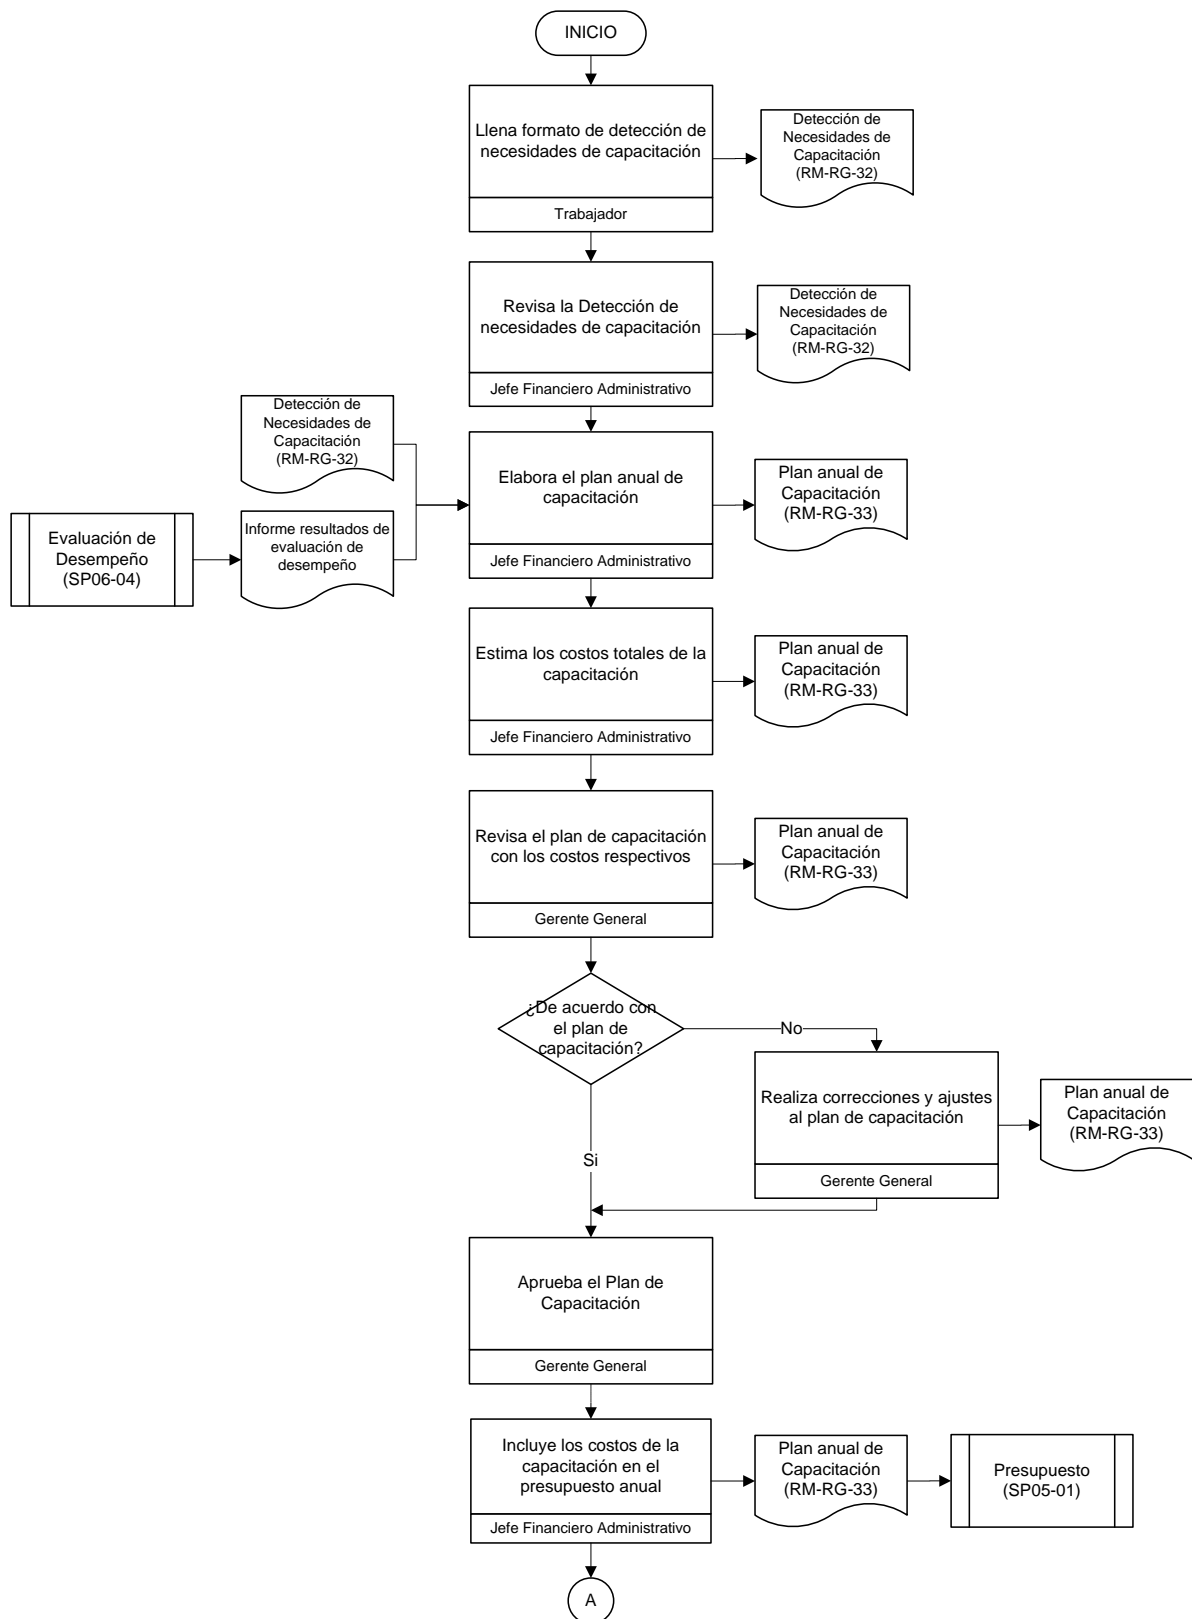 INICIO
Llena formato de detección de
necesidades de capacitación
Trabajador
Detección de
Necesidades de
Capacitación
(RM-RG-32)
Revisa la Detección de
necesidades de capacitación
Jefe Financiero Administrativo
Detección de
Necesidades de
Capacitación
(RM-RG-32)
Detección de
Necesidades de
Capacitación
(RM-RG-32)
Evaluación de
Desempeño
(SP06-04)
Informe resultados de
evaluación de
desempeño
Elabora el plan anual de
capacitación
Jefe Financiero Administrativo
Plan anual de
Capacitación
(RM-RG-33)
Estima los costos totales de la
capacitación
Jefe Financiero Administrativo
Plan anual de
Capacitación
(RM-RG-33)
Revisa el plan de capacitación
con los costos respectivos
Gerente General
Plan anual de
Capacitación
(RM-RG-33)
¿De acuerdo con
el plan de
capacitación?
No
Realiza correcciones y ajustes
al plan de capacitación
Gerente General
Plan anual de
Capacitación
(RM-RG-33)
Si
Aprueba el Plan de
Capacitación
Gerente General
Incluye los costos de la
capacitación en el
presupuesto anual
Jefe Financiero Administrativo
Plan anual de
Capacitación
(RM-RG-33)
Presupuesto
(SP05-01)
A